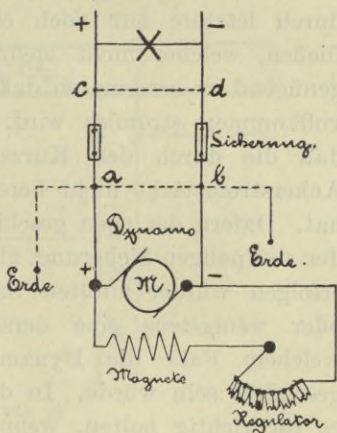 + −
c d
Sicherung.
a b
Dynamo
Erde Erde.
+ M. −
Magnete
Regulator